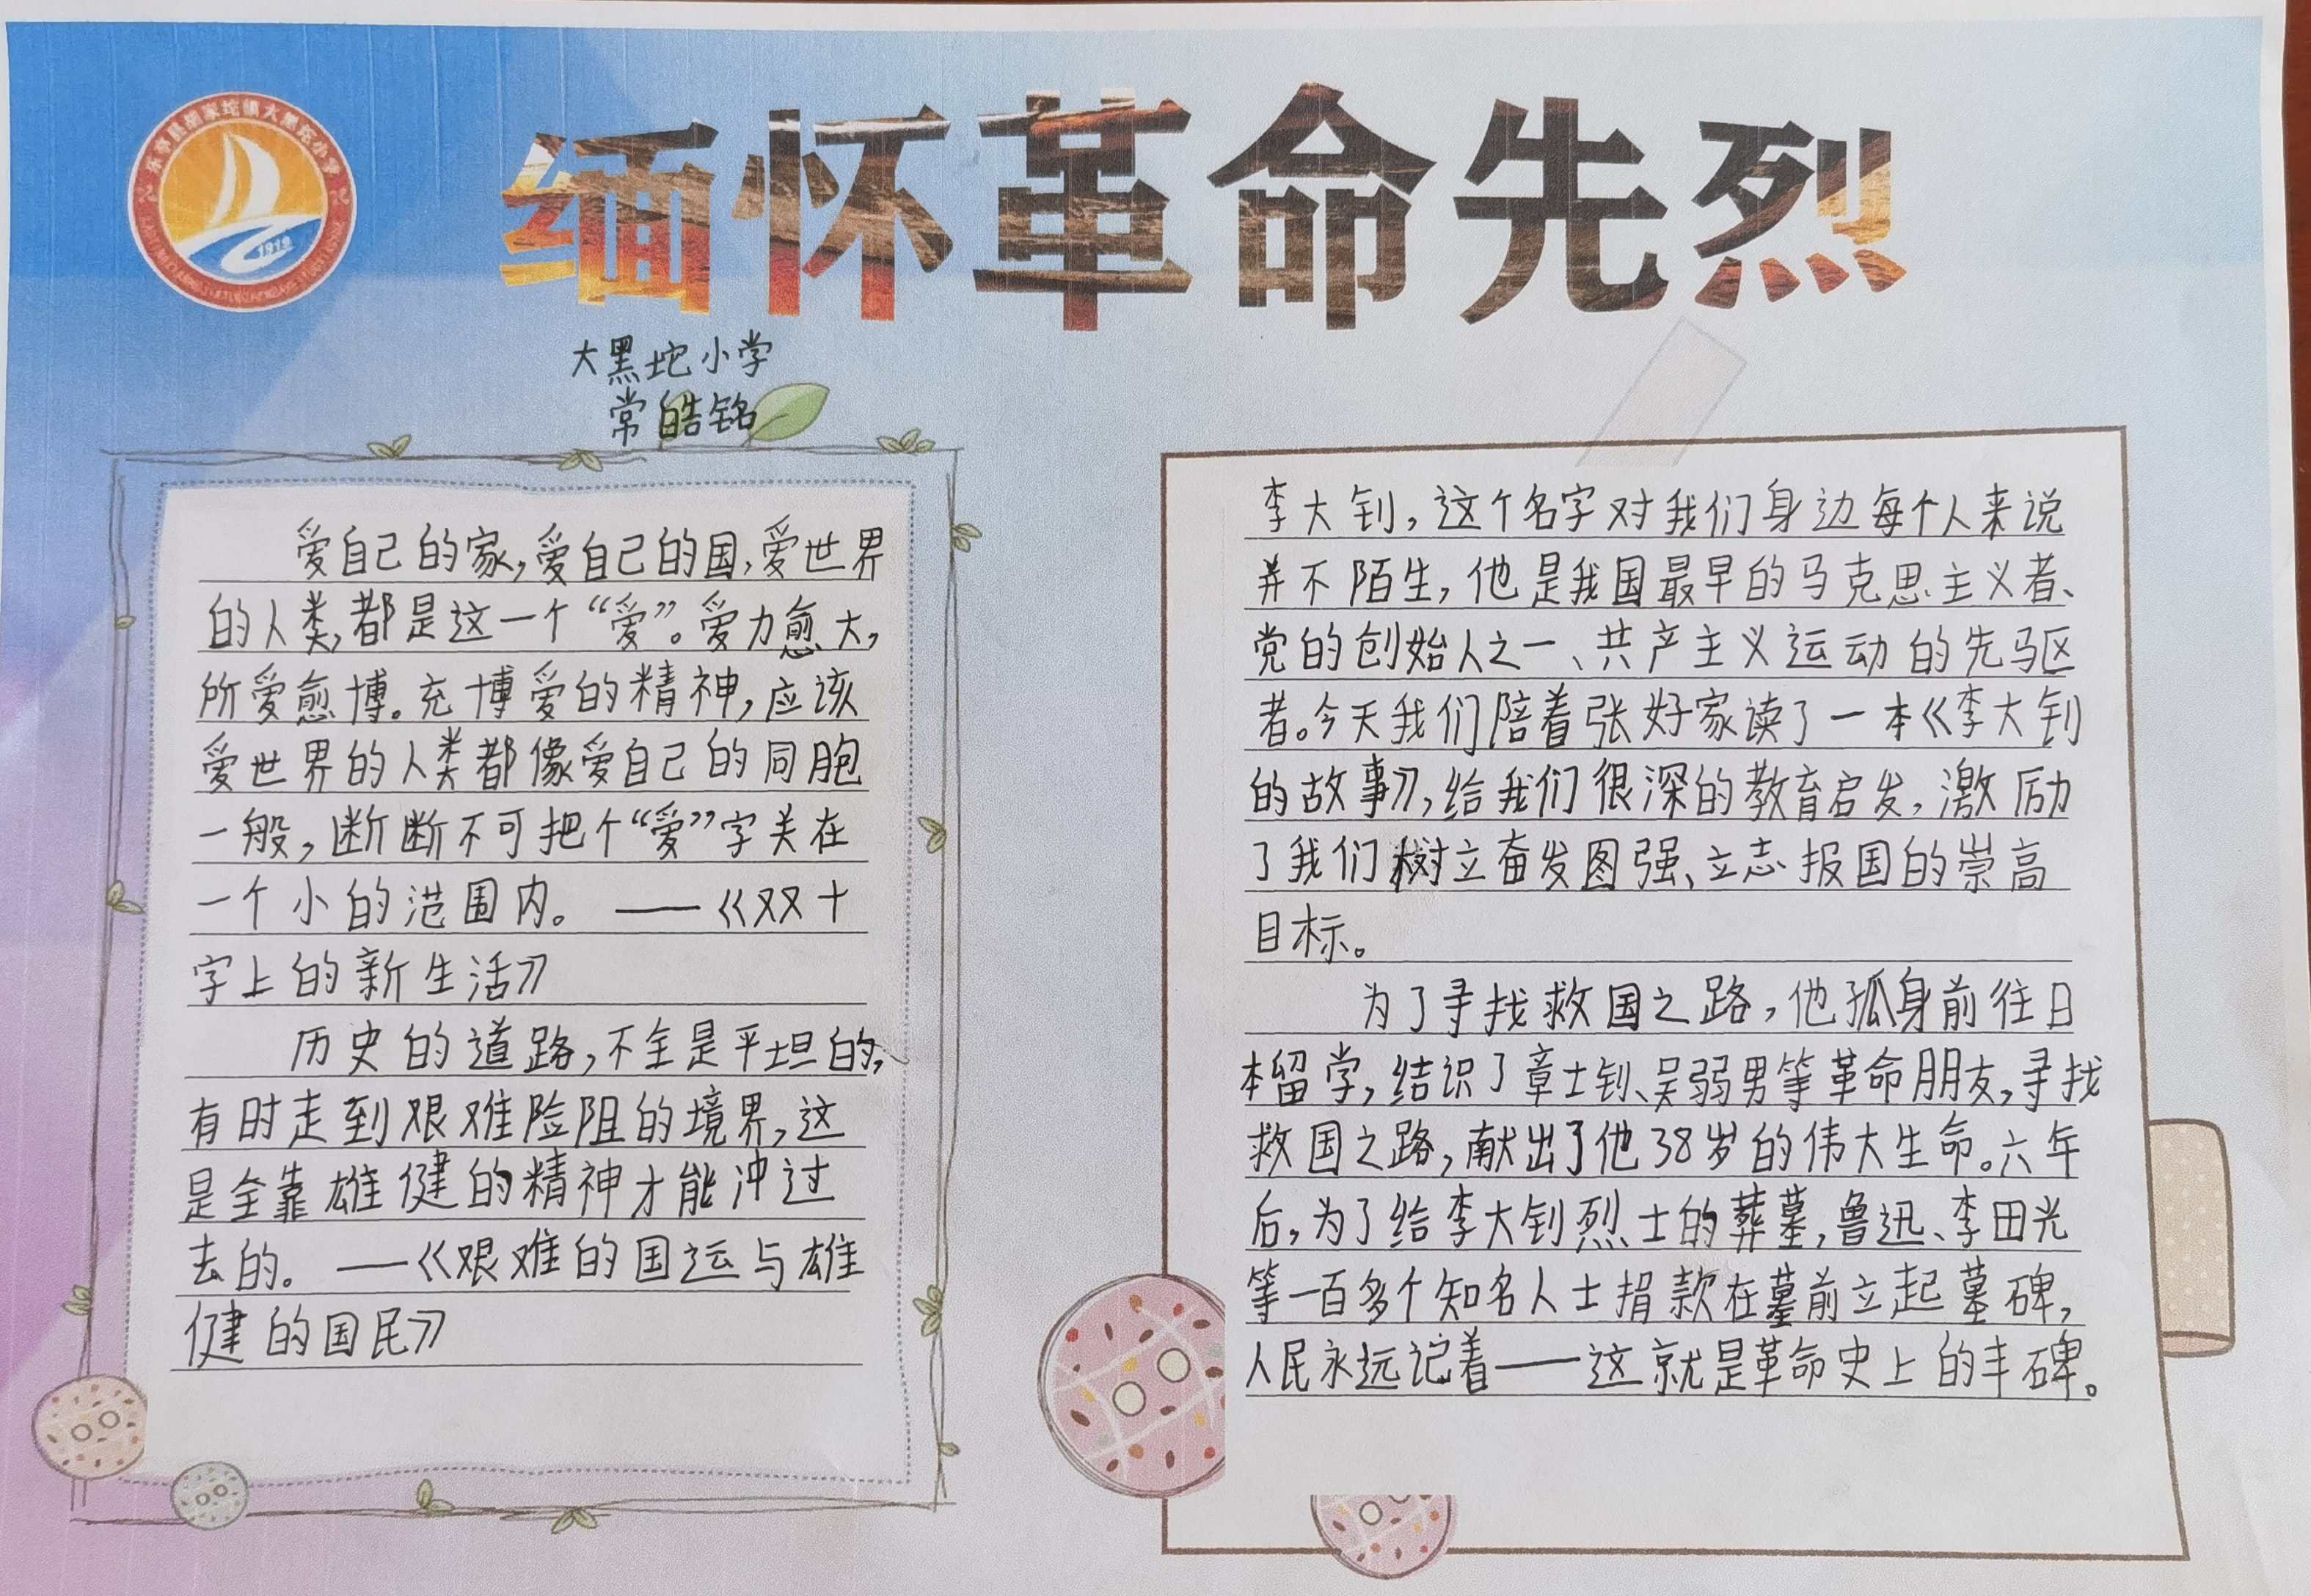 缅怀革命先烈
乐亭县胡家坨镇大黑坨小学
1919
大黑坨小学
常皓铭
爱自己的家,爱自己的国,爱世界
的人类,都是这一个“爱”。爱力愈大,
所爱愈博。充博爱的精神,应该
爱世界的人类都像爱自己的同胞
一般,断断不可把个“爱”字关在
一个小的范围内。——《双十
字上的新生活》
历史的道路,不全是平坦的,
有时走到艰难险阻的境界,这
是全靠雄健的精神才能冲过
去的。——《艰难的国运与雄
健的国民》
李大钊,这个名字对我们身边每个人来说
并不陌生,他是我国最早的马克思主义者、
党的创始人之一、共产主义运动的先驱
者。今天我们陪着张好家读了一本《李大钊
的故事》,给我们很深的教育启发,激励
了我们树立奋发图强、立志报国的崇高
目标。
为了寻找救国之路,他孤身前往日
本留学,结识了章士钊、吴弱男等革命朋友,寻找
救国之路,献出了他38岁的伟大生命。六年
后,为了给李大钊烈士的葬墓,鲁迅、李田光
等一百多个知名人士捐款在墓前立起墓碑,
人民永远记着——这就是革命史上的丰碑。